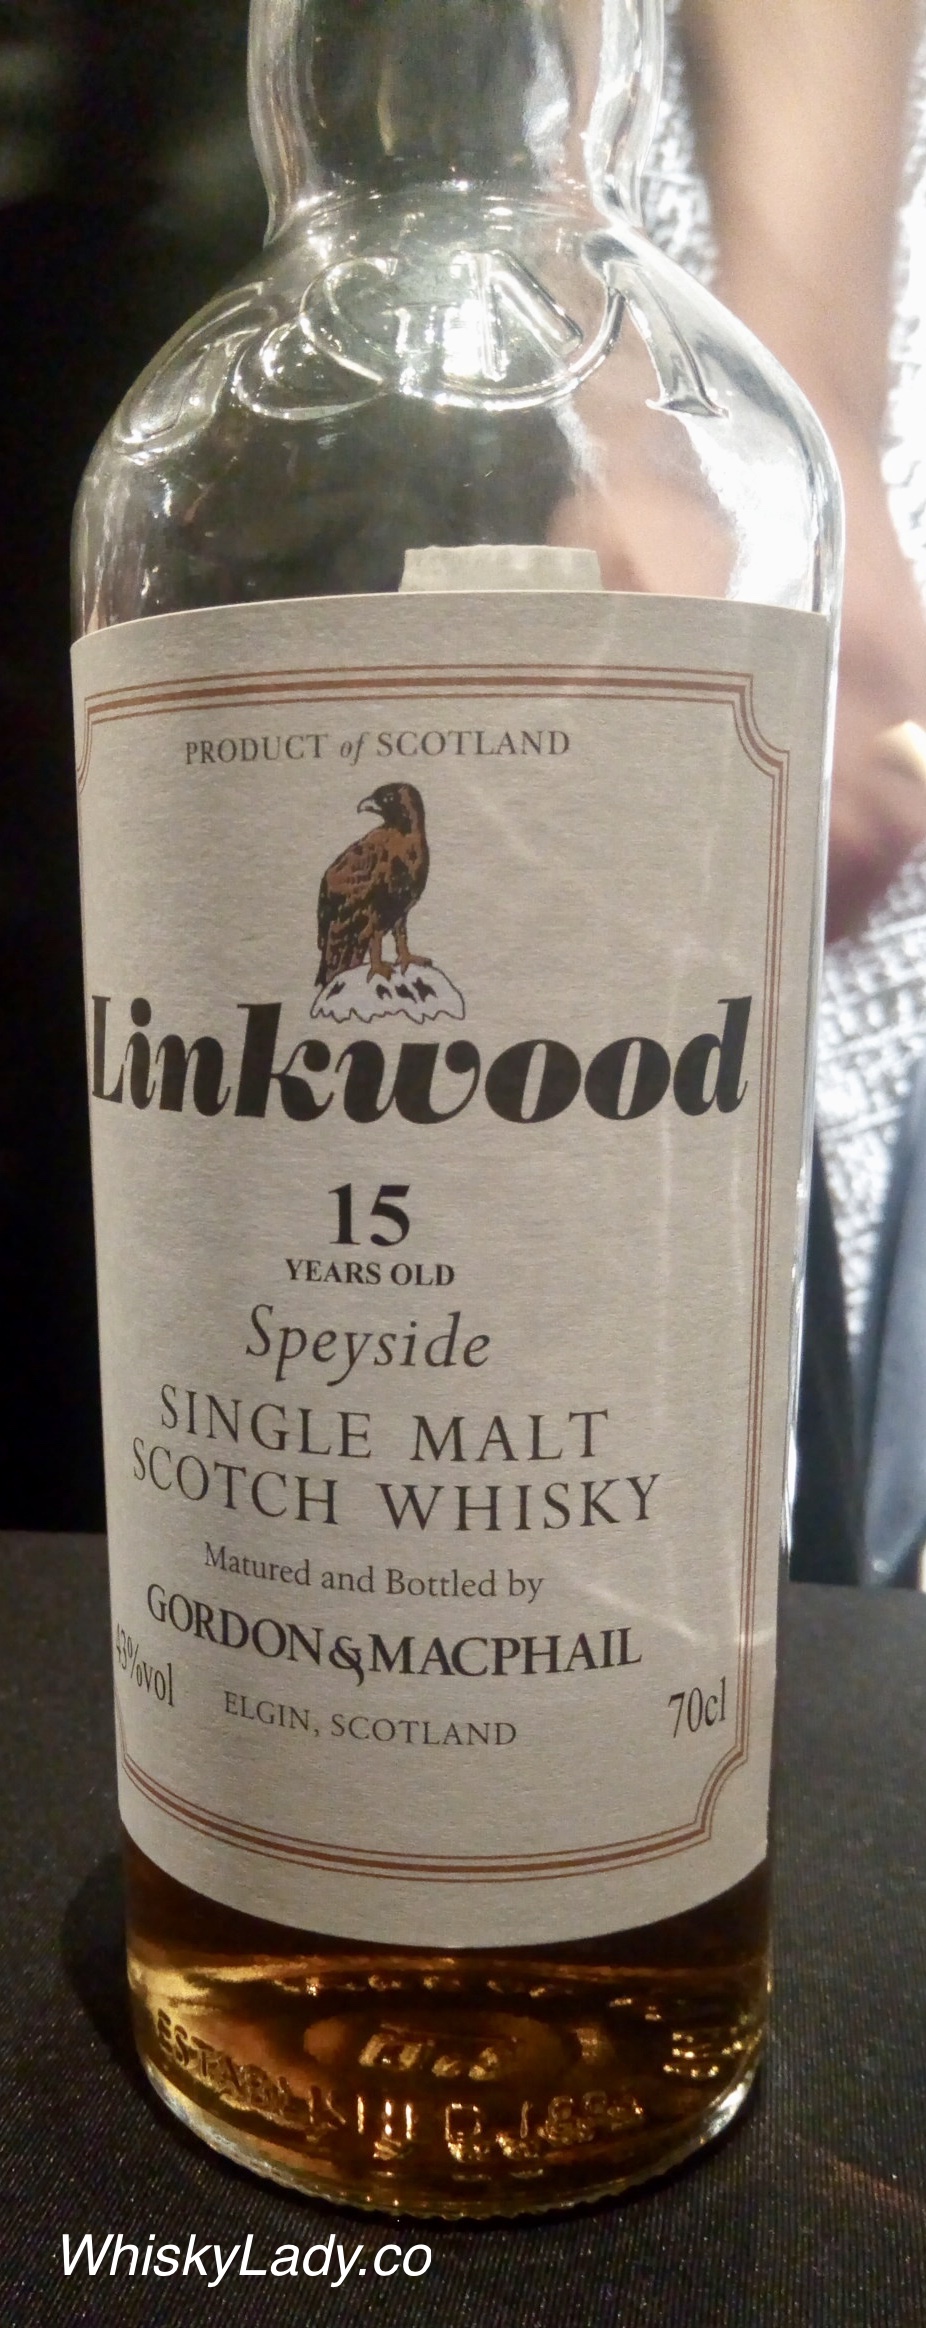 PRODUCT of SCOTLAND
Linkwood
15
YEARS OLD
Speyside
SINGLE MALT
SCOTCH WHISKY
Matured and Bottled by
GORDON & MACPHAIL
43%vol
ELGIN, SCOTLAND
70cl
ESTABLISHED
WhiskyLady.co